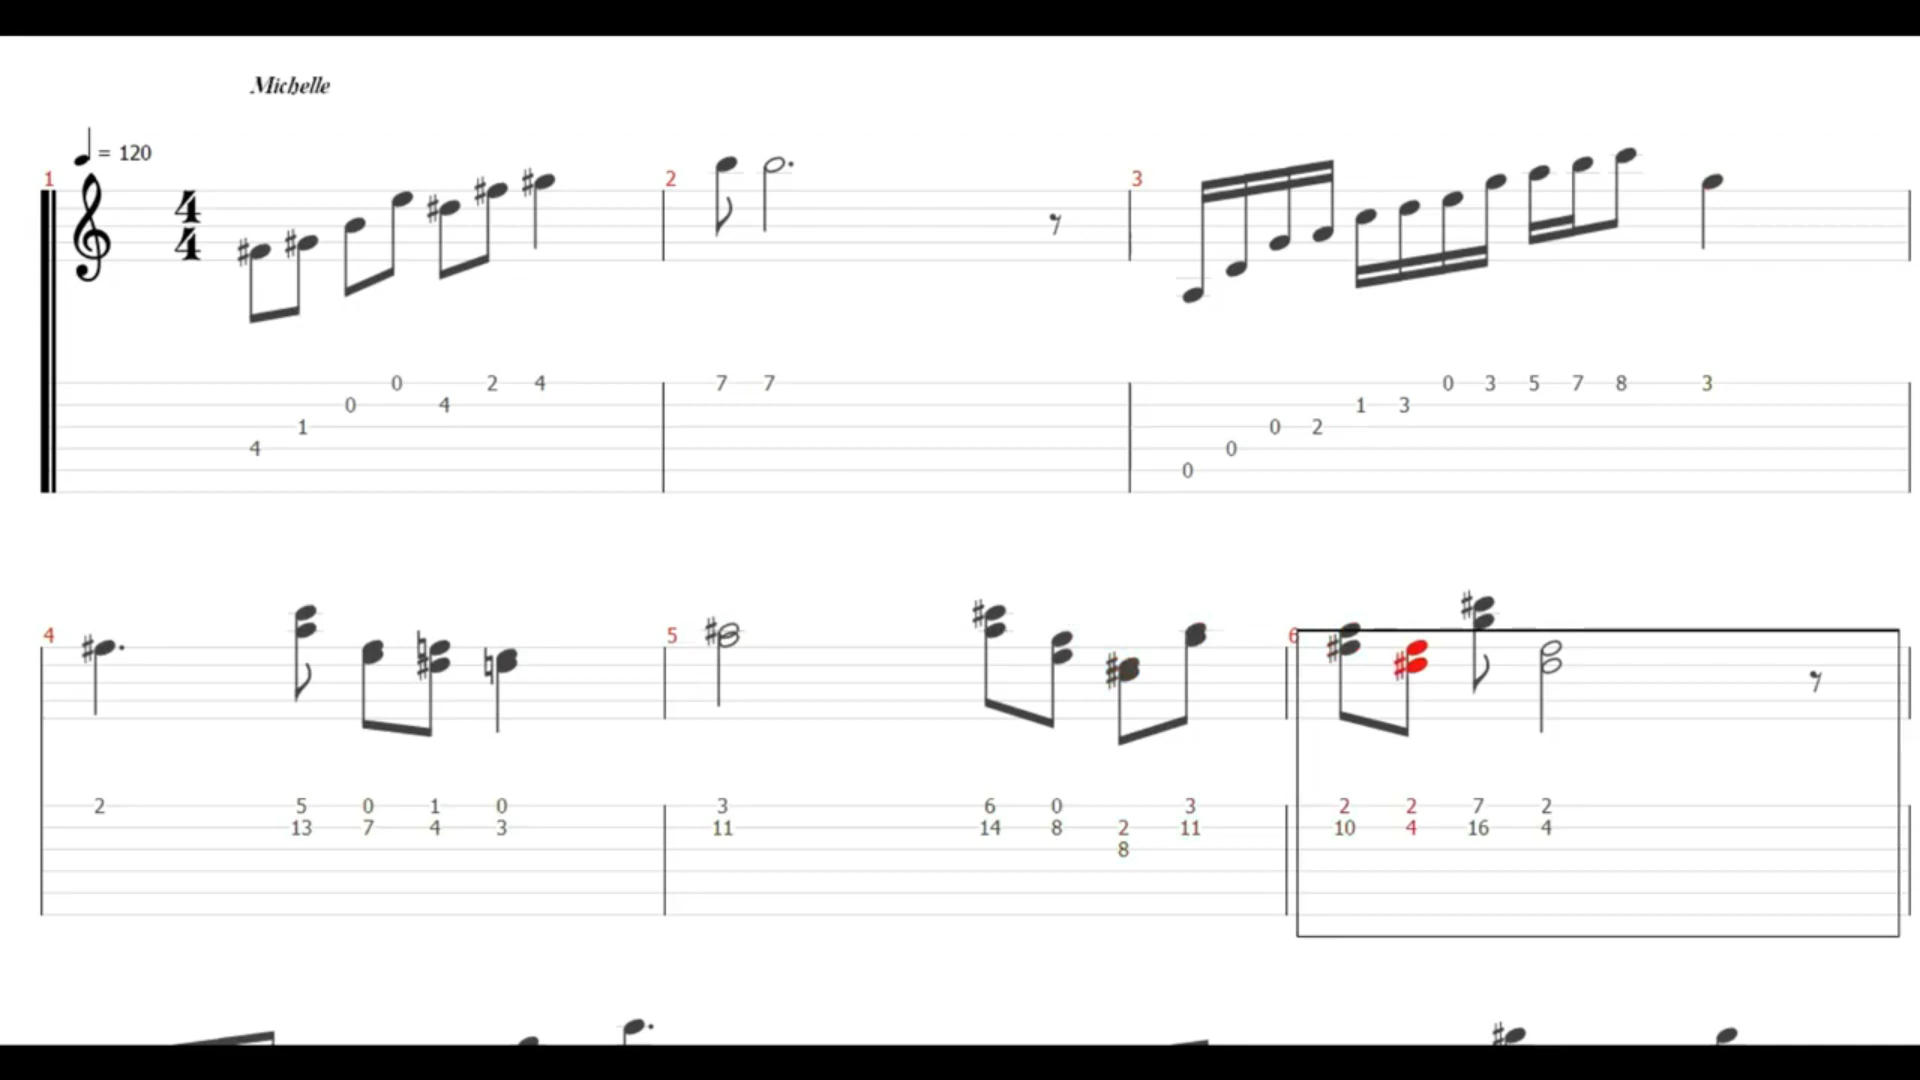 Michelle
= 120
1 2 3
4
4
0 2 4 7 7 0 3 5 7 8 3
0 4 1 3
1 0 2
4 0
0
4 5 6
2 5 0 1 0 3 6 0 3 2 2 7 2
13 7 4 3 11 14 8 2 11 10 4 16 4
8